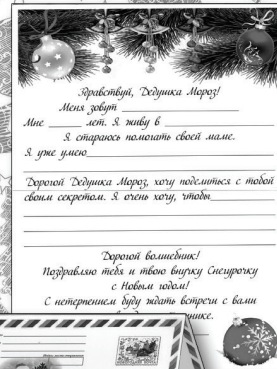 Здравствуй, Дедушка Мороз!
Меня зовут
Мне ____ лет. Я живу в
Я стараюсь помогать своей маме.
Я уже умею
Дорогой Дедушка Мороз, хочу поделиться с тобой
своим секретом. Я очень хочу, чтобы
Дорогой волшебник!
Поздравляю тебя и твою внучку Снегурочку
с Новым годом!
С нетерпением буду ждать встречи с вами